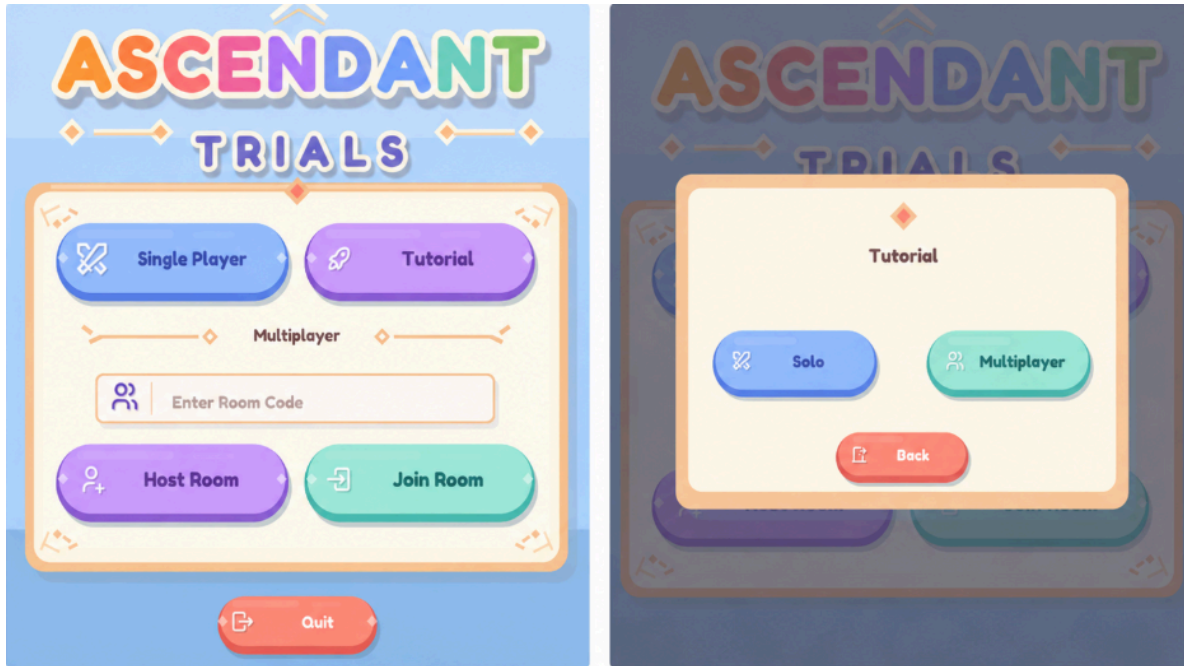 ASCENDANT
TRIALS
Single Player
Tutorial
Multiplayer
Enter Room Code
Host Room
Join Room
Quit
ASCENDANT
TRIALS
Tutorial
Solo
Multiplayer
Back